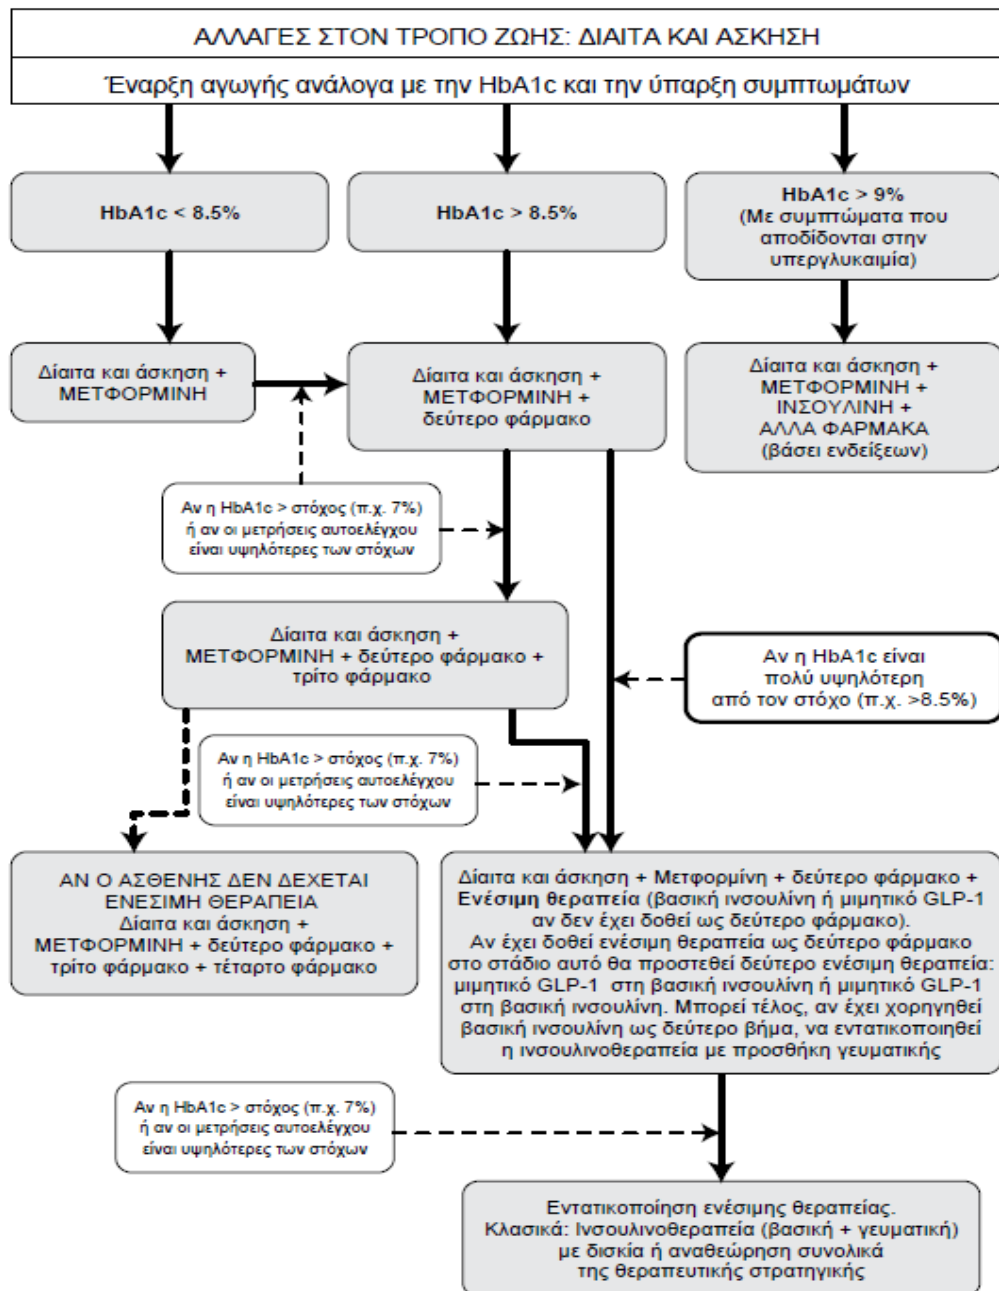 ΑΛΛΑΓΕΣ ΣΤΟΝ ΤΡΟΠΟ ΖΩΗΣ: ΔΙΑΙΤΑ ΚΑΙ ΑΣΚΗΣΗ
Έναρξη αγωγής ανάλογα με την HbA1c και την ύπαρξη συμπτωμάτων
HbA1c < 8.5%
HbA1c > 8.5%
HbA1c > 9%
(Με συμπτώματα που
αποδίδονται στην
υπεργλυκαιμία)
Δίαιτα και άσκηση +
ΜΕΤΦΟΡΜΙΝΗ
Δίαιτα και άσκηση +
ΜΕΤΦΟΡΜΙΝΗ +
δεύτερο φάρμακο
Δίαιτα και άσκηση +
ΜΕΤΦΟΡΜΙΝΗ +
ΙΝΣΟΥΛΙΝΗ +
ΑΛΛΑ ΦΑΡΜΑΚΑ
(βάσει ενδείξεων)
Αν η HbA1c > στόχος (π.χ. 7%)
ή αν οι μετρήσεις αυτοελέγχου
είναι υψηλότερες των στόχων
Δίαιτα και άσκηση +
ΜΕΤΦΟΡΜΙΝΗ + δεύτερο φάρμακο +
τρίτο φάρμακο
Αν η HbA1c είναι
πολύ υψηλότερη
από τον στόχο (π.χ. >8.5%)
Αν η HbA1c > στόχος (π.χ. 7%)
ή αν οι μετρήσεις αυτοελέγχου
είναι υψηλότερες των στόχων
ΑΝ Ο ΑΣΘΕΝΗΣ ΔΕΝ ΔΕΧΕΤΑΙ
ΕΝΕΣΙΜΗ ΘΕΡΑΠΕΙΑ
Δίαιτα και άσκηση +
ΜΕΤΦΟΡΜΙΝΗ + δεύτερο φάρμακο +
τρίτο φάρμακο + τέταρτο φάρμακο
Δίαιτα και άσκηση + Μετφορμίνη + δεύτερο φάρμακο +
Ενέσιμη θεραπεία (βασική ινσουλίνη ή μιμητικό GLP-1
αν δεν έχει δοθεί ως δεύτερο φάρμακο).
Αν έχει δοθεί ενέσιμη θεραπεία ως δεύτερο φάρμακο
στο στάδιο αυτό θα προστεθεί δεύτερο ενέσιμη θεραπεία:
μιμητικό GLP-1 στη βασική ινσουλίνη ή μιμητικό GLP-1
στη βασική ινσουλίνη. Μπορεί τέλος, αν έχει χορηγηθεί
βασική ινσουλίνη ως δεύτερο βήμα, να εντατικοποιηθεί
η ινσουλινοθεραπεία με προσθήκη γευματικής
Αν η HbA1c > στόχος (π.χ. 7%)
ή αν οι μετρήσεις αυτοελέγχου
είναι υψηλότερες των στόχων
Εντατικοποίηση ενέσιμης θεραπείας.
Κλασικά: Ινσουλινοθεραπεία (βασική + γευματική)
με δισκία ή αναθεώρηση συνολικά
της θεραπευτικής στρατηγικής